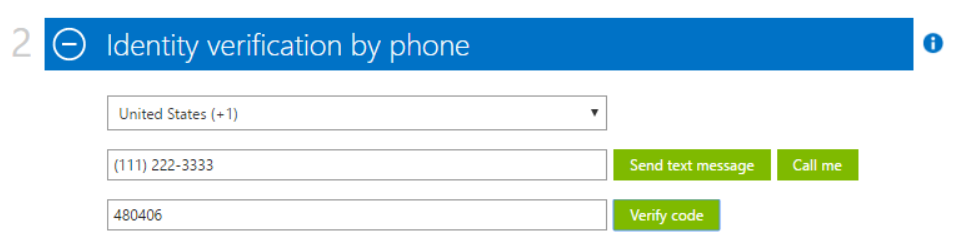 2 Identity verification by phone
United States (+1)
(111) 222-3333 Send text message Call me
480406 Verify code